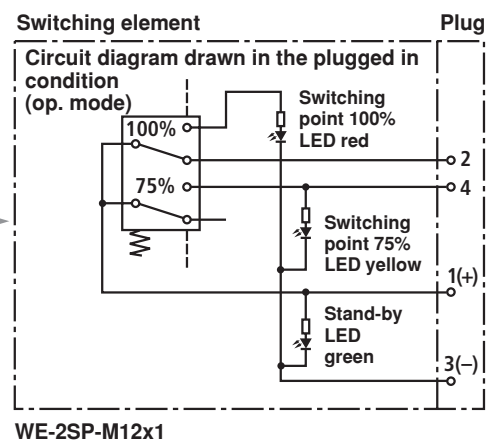 Switching element
Plug
Circuit diagram drawn in the plugged in
condition
(op. mode)
Switching
point 100%
LED red
100%
2
75%
4
Switching
point 75%
LED yellow
1(+)
Stand-by
LED
green
3(−)
WE-2SP-M12x1